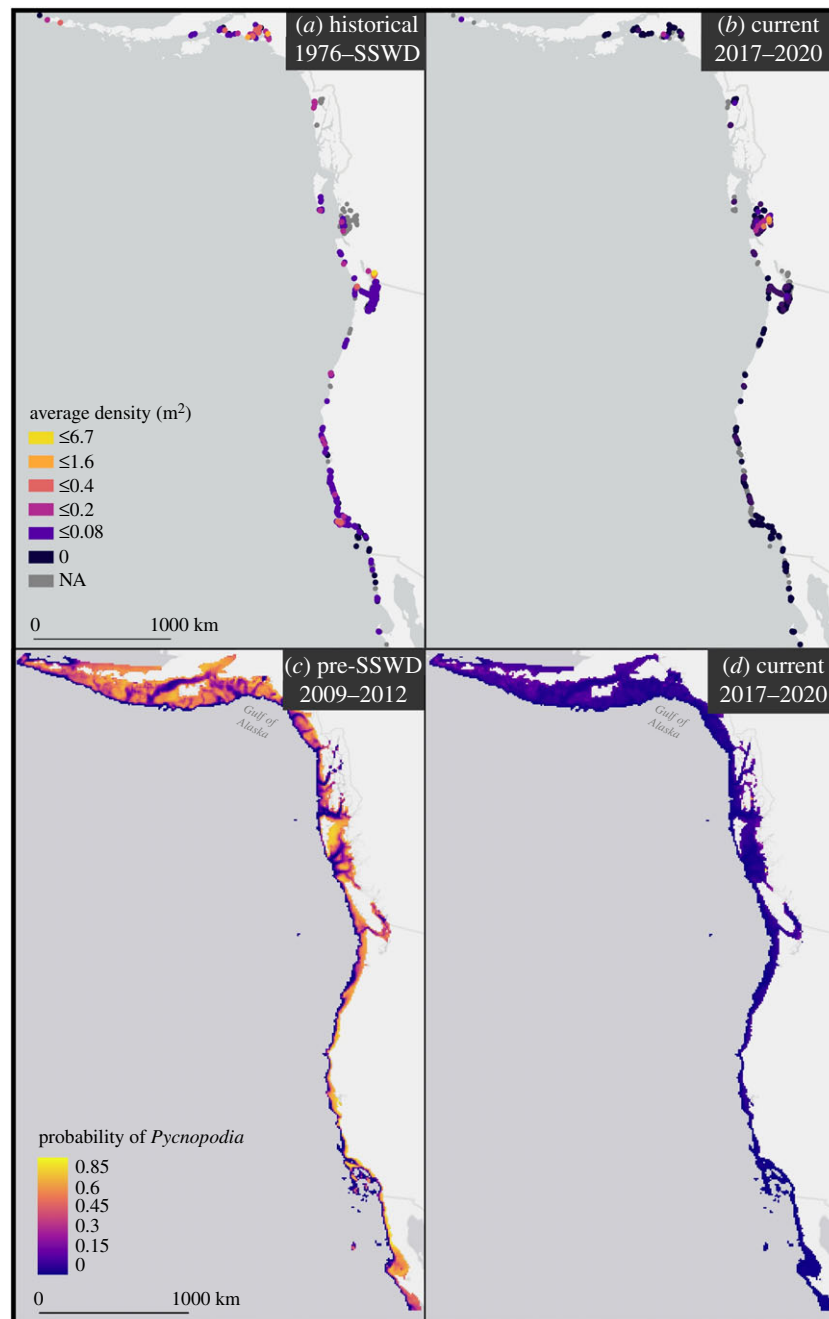 (a) historical
1976–SSWD
(b) current
2017–2020
average density (m²)
≤6.7
≤1.6
≤0.4
≤0.2
≤0.08
0
NA
0 1000 km
(c) pre-SSWD
2009–2012
Gulf of
Alaska
(d) current
2017–2020
Gulf of
Alaska
probability of Pycnopodia
0.85
0.6
0.45
0.3
0.15
0
0 1000 km